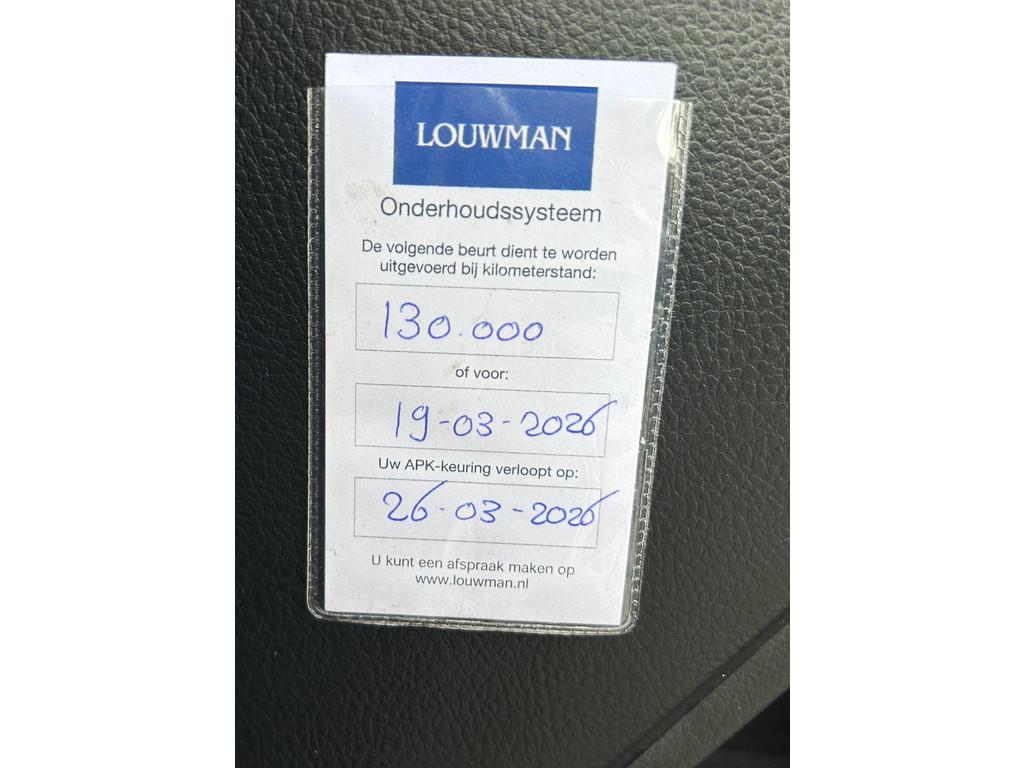 LOUWMAN
Onderhoudssysteem
De volgende beurt dient te worden
uitgevoerd bij kilometerstand:
130.000
of voor:
19-03-2026
Uw APK-keuring verloopt op:
26-03-2026
U kunt een afspraak maken op
www.louwman.nl